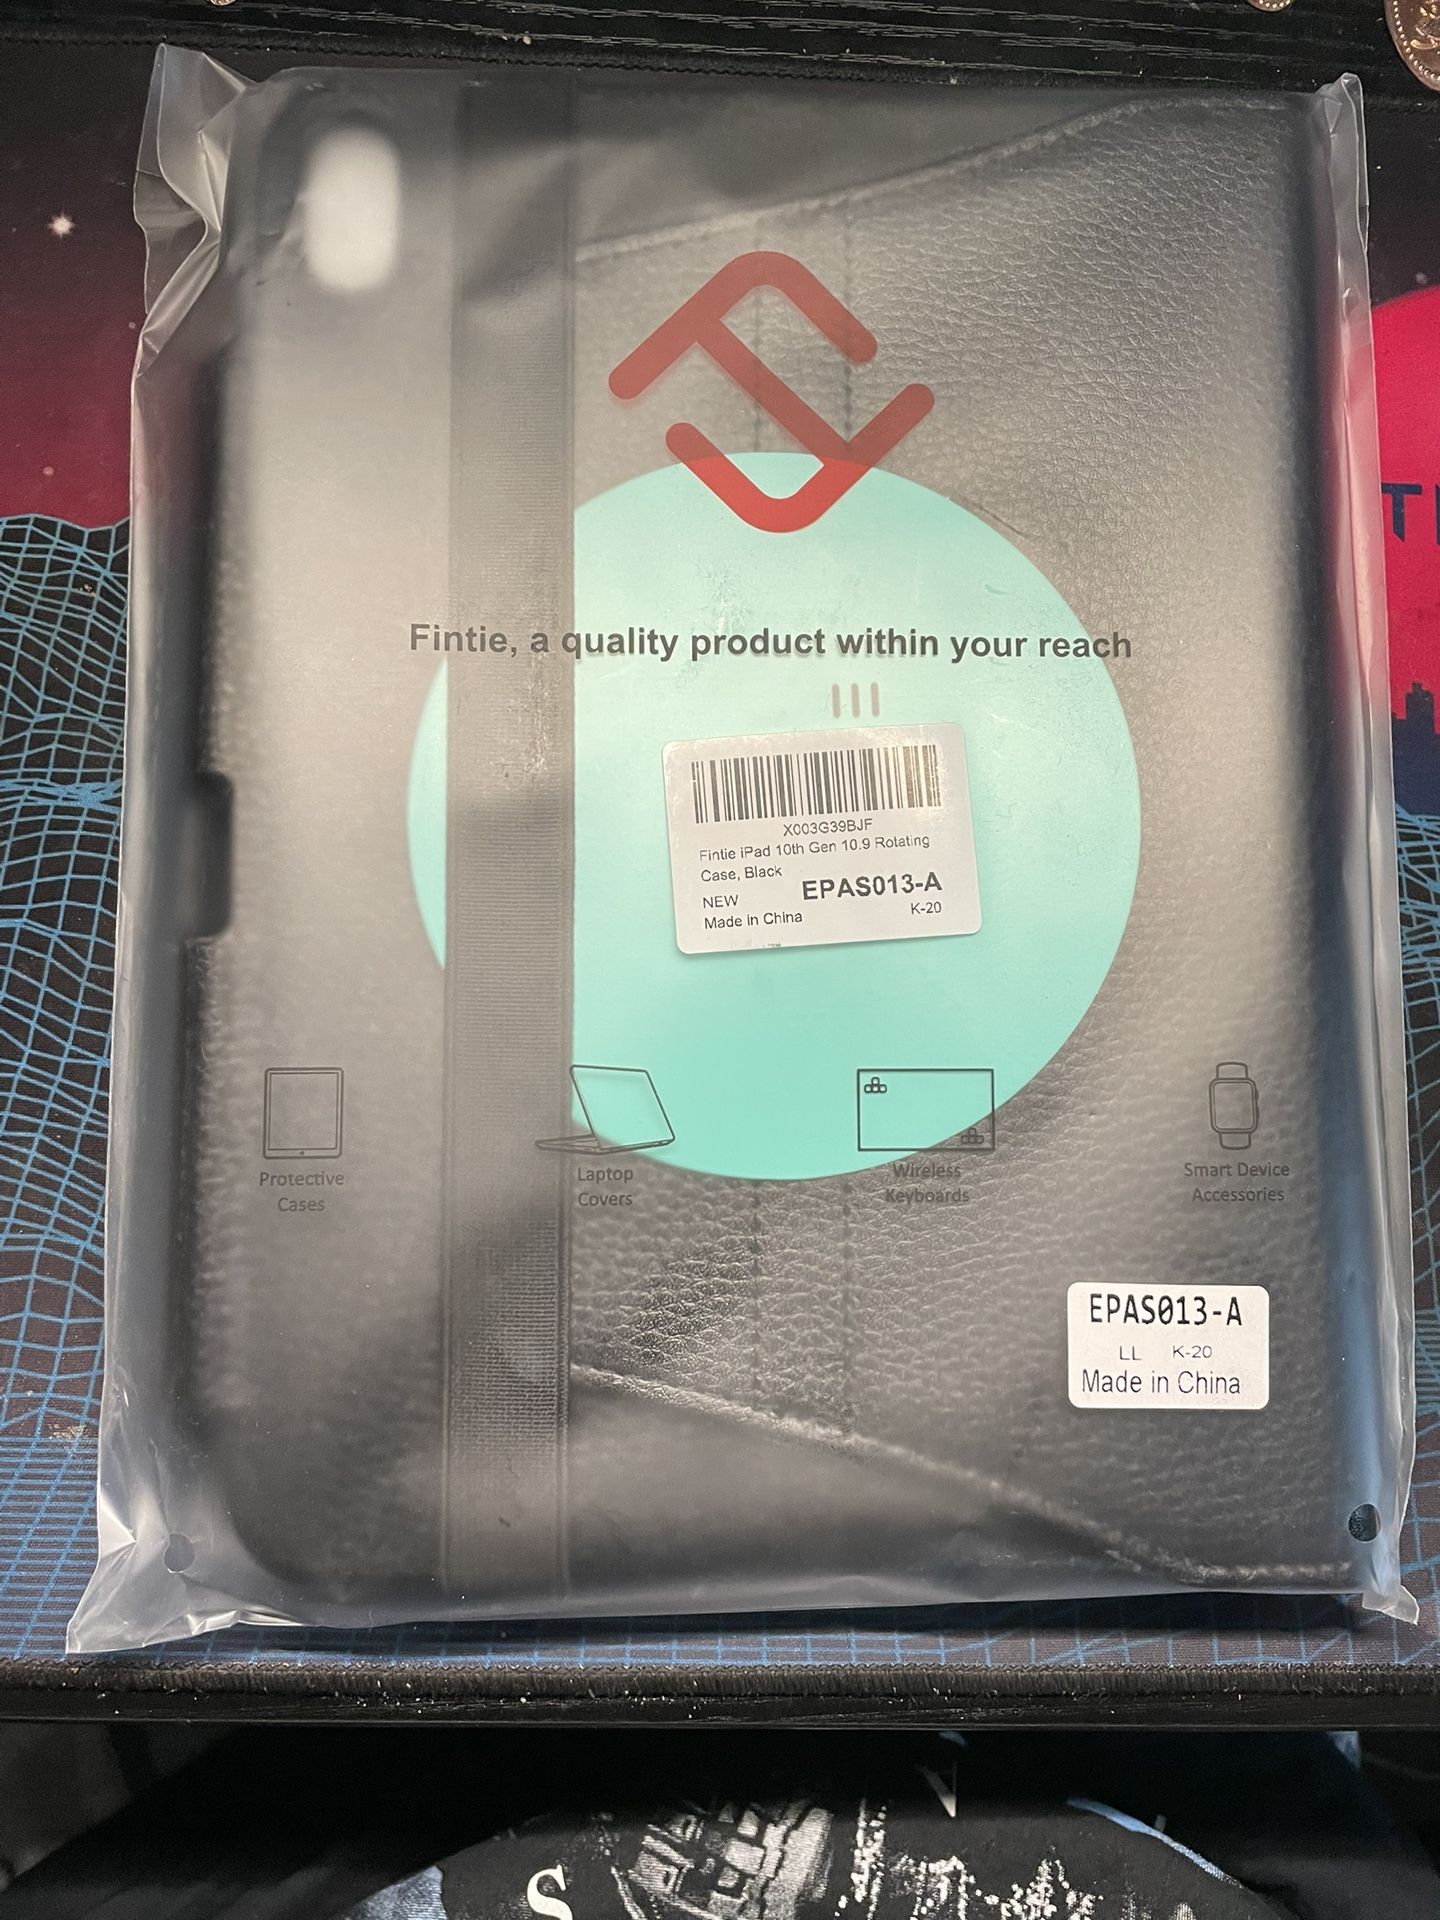 Fintie, a quality product within your reach
X003G39BJF
Fintie iPad 10th Gen 10.9 Rotating
Case, Black
NEW
EPAS013-A
Made in China
K-20
Protective
Cases
Laptop
Covers
Wireless
Keyboards
Smart Device
Accessories
EPAS013-A
LL K-20
Made in China
S